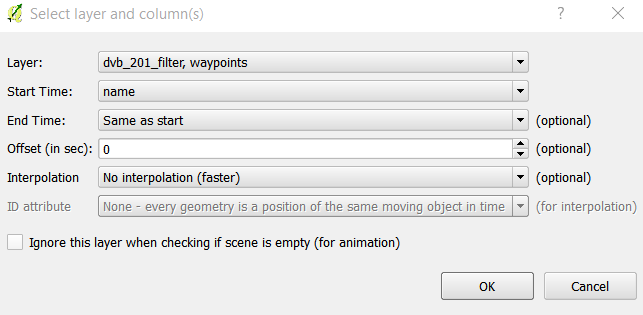 Select layer and column(s)
Layer: dvb_201_filter, waypoints
Start Time: name
End Time: Same as start (optional)
Offset (in sec): 0 (optional)
Interpolation No interpolation (faster) (optional)
ID attribute None - every geometry is a position of the same moving object in time (for interpolation)
Ignore this layer when checking if scene is empty (for animation)
OK Cancel